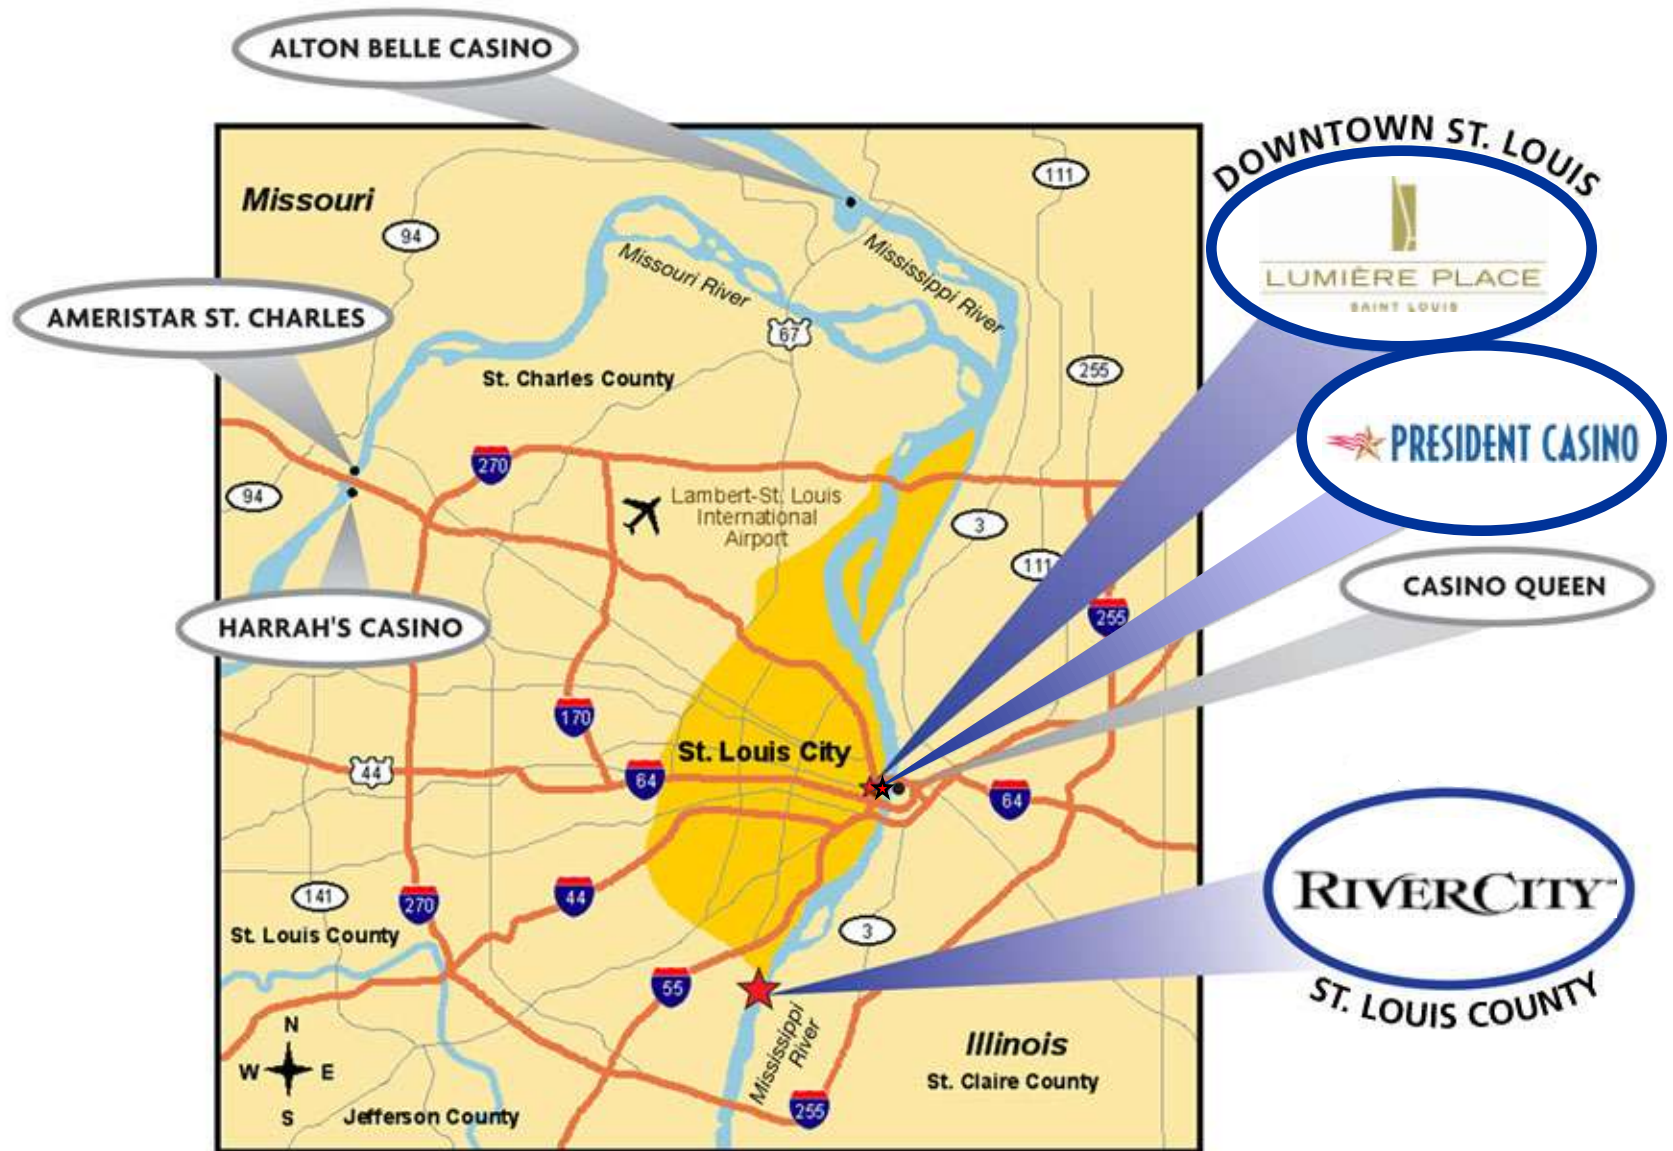 ALTON BELLE CASINO
DOWNTOWN ST. LOUIS
LUMIÈRE PLACE
SAINT LOUIS
PRESIDENT CASINO
CASINO QUEEN
RIVERCITY™
ST. LOUIS COUNTY
AMERISTAR ST. CHARLES
HARRAH'S CASINO
Missouri
111
94
Missouri River
Mississippi River
67
St. Charles County
255
270
94
Lambert-St. Louis
International
Airport
3
111
255
170
St. Louis City
44
64
64
141
270
44
St. Louis County
3
55
Mississippi
River
Illinois
St. Claire County
N
W
E
S
Jefferson County
255